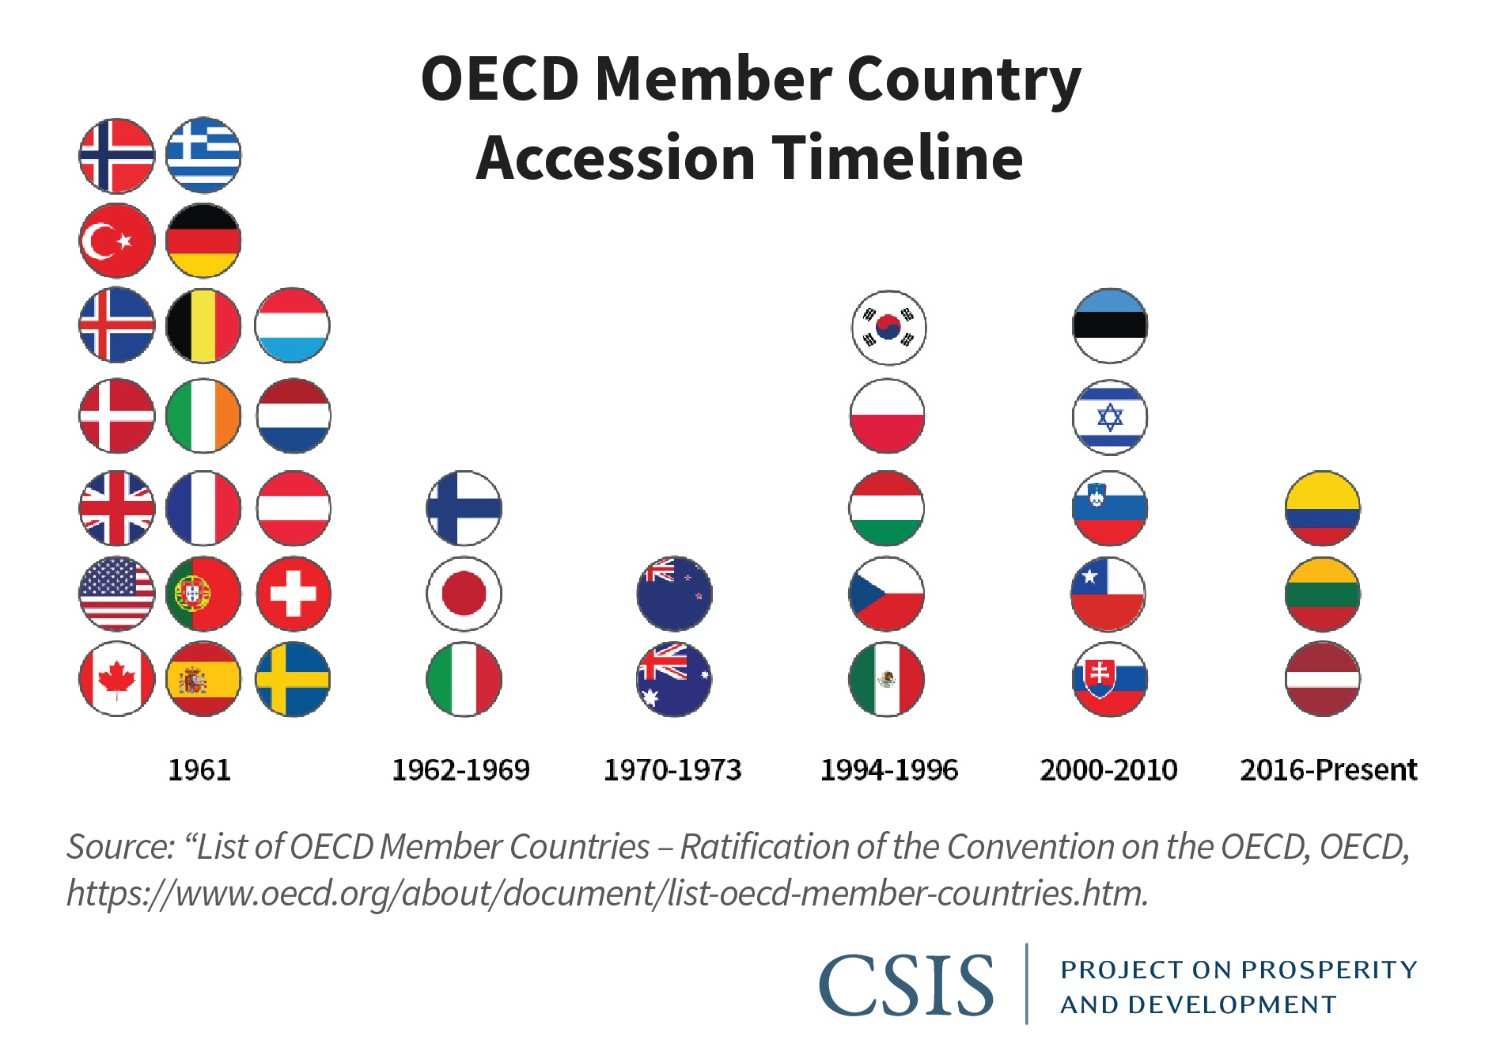 OECD Member Country
Accession Timeline
1961
1962-1969
1970-1973
1994-1996
2000-2010
2016-Present
Source: “List of OECD Member Countries – Ratification of the Convention on the OECD, OECD,
https://www.oecd.org/about/document/list-oecd-member-countries.htm.
CSIS
PROJECT ON PROSPERITY
AND DEVELOPMENT